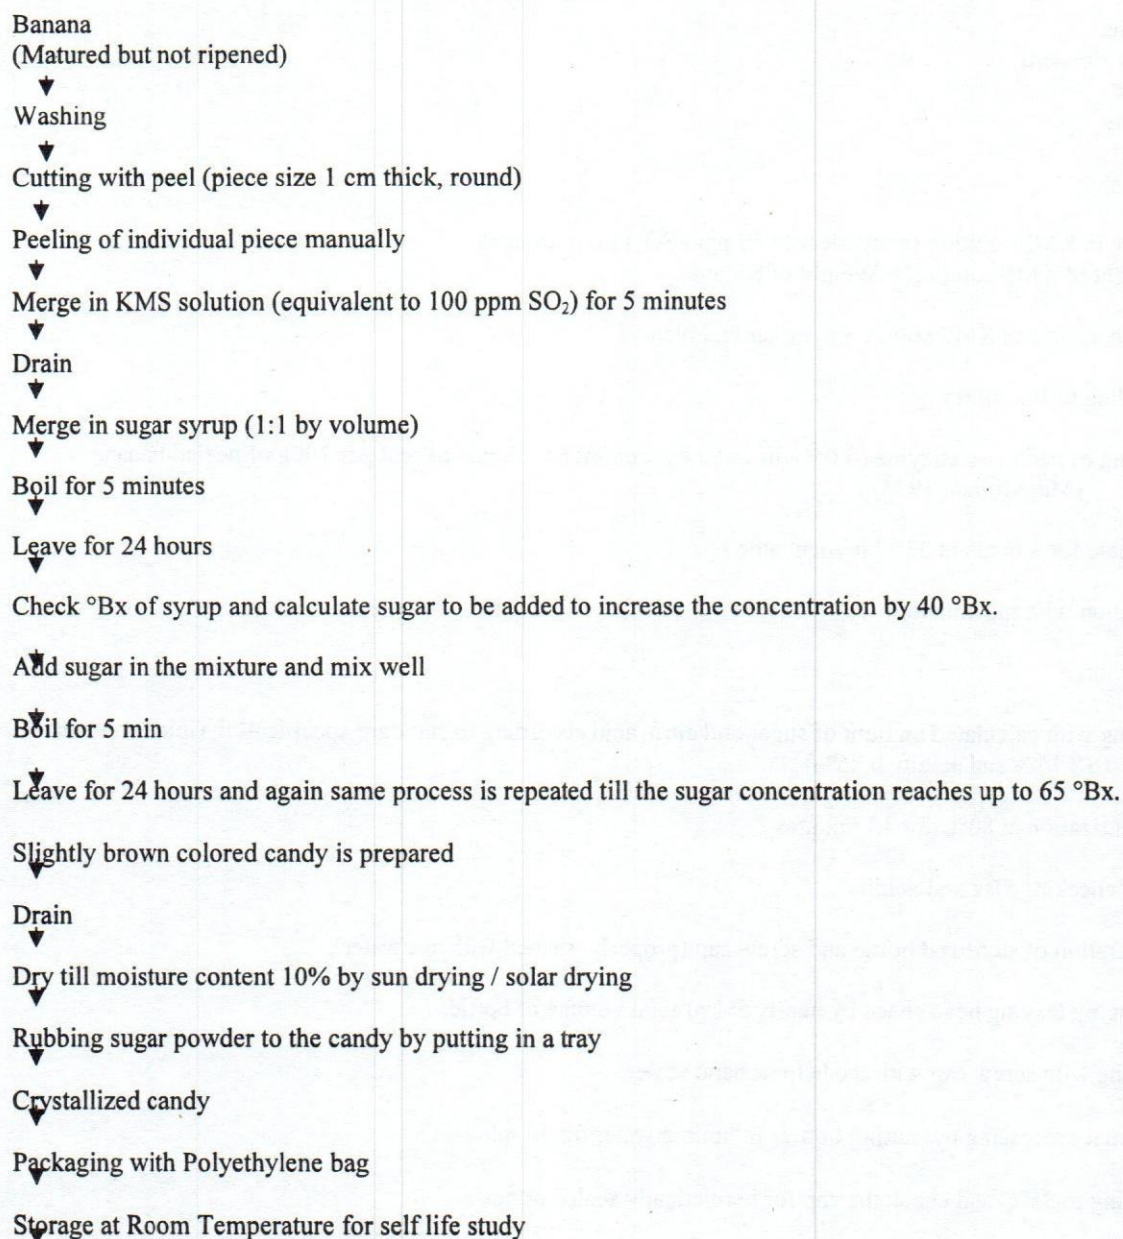 Banana
(Matured but not ripened)
Washing
Cutting with peel (piece size 1 cm thick, round)
Peeling of individual piece manually
Merge in KMS solution (equivalent to 100 ppm SO₂) for 5 minutes
Drain
Merge in sugar syrup (1:1 by volume)
Boil for 5 minutes
Leave for 24 hours
Check °Bx of syrup and calculate sugar to be added to increase the concentration by 40 °Bx.
Add sugar in the mixture and mix well
Boil for 5 min
Leave for 24 hours and again same process is repeated till the sugar concentration reaches up to 65 °Bx.
Slightly brown colored candy is prepared
Drain
Dry till moisture content 10% by sun drying / solar drying
Rubbing sugar powder to the candy by putting in a tray
Crystallized candy
Packaging with Polyethylene bag
Storage at Room Temperature for self life study